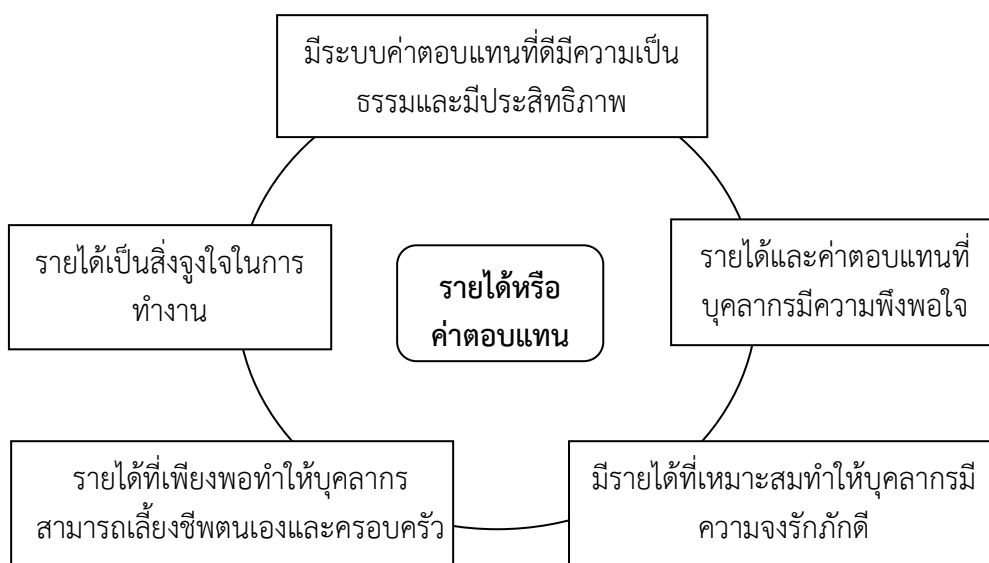 มีระบบค่าตอบแทนที่ดีมีความเป็น
ธรรมและมีประสิทธิภาพ
รายได้เป็นสิ่งจูงใจในการ
ทำงาน
รายได้หรือ
ค่าตอบแทน
รายได้และค่าตอบแทนที่
บุคลากรมีความพึงพอใจ
รายได้ที่เพียงพอทำให้บุคลากร
สามารถเลี้ยงชีพตนเองและครอบครัว
มีรายได้ที่เหมาะสมทำให้บุคลากรมี
ความจงรักภักดี